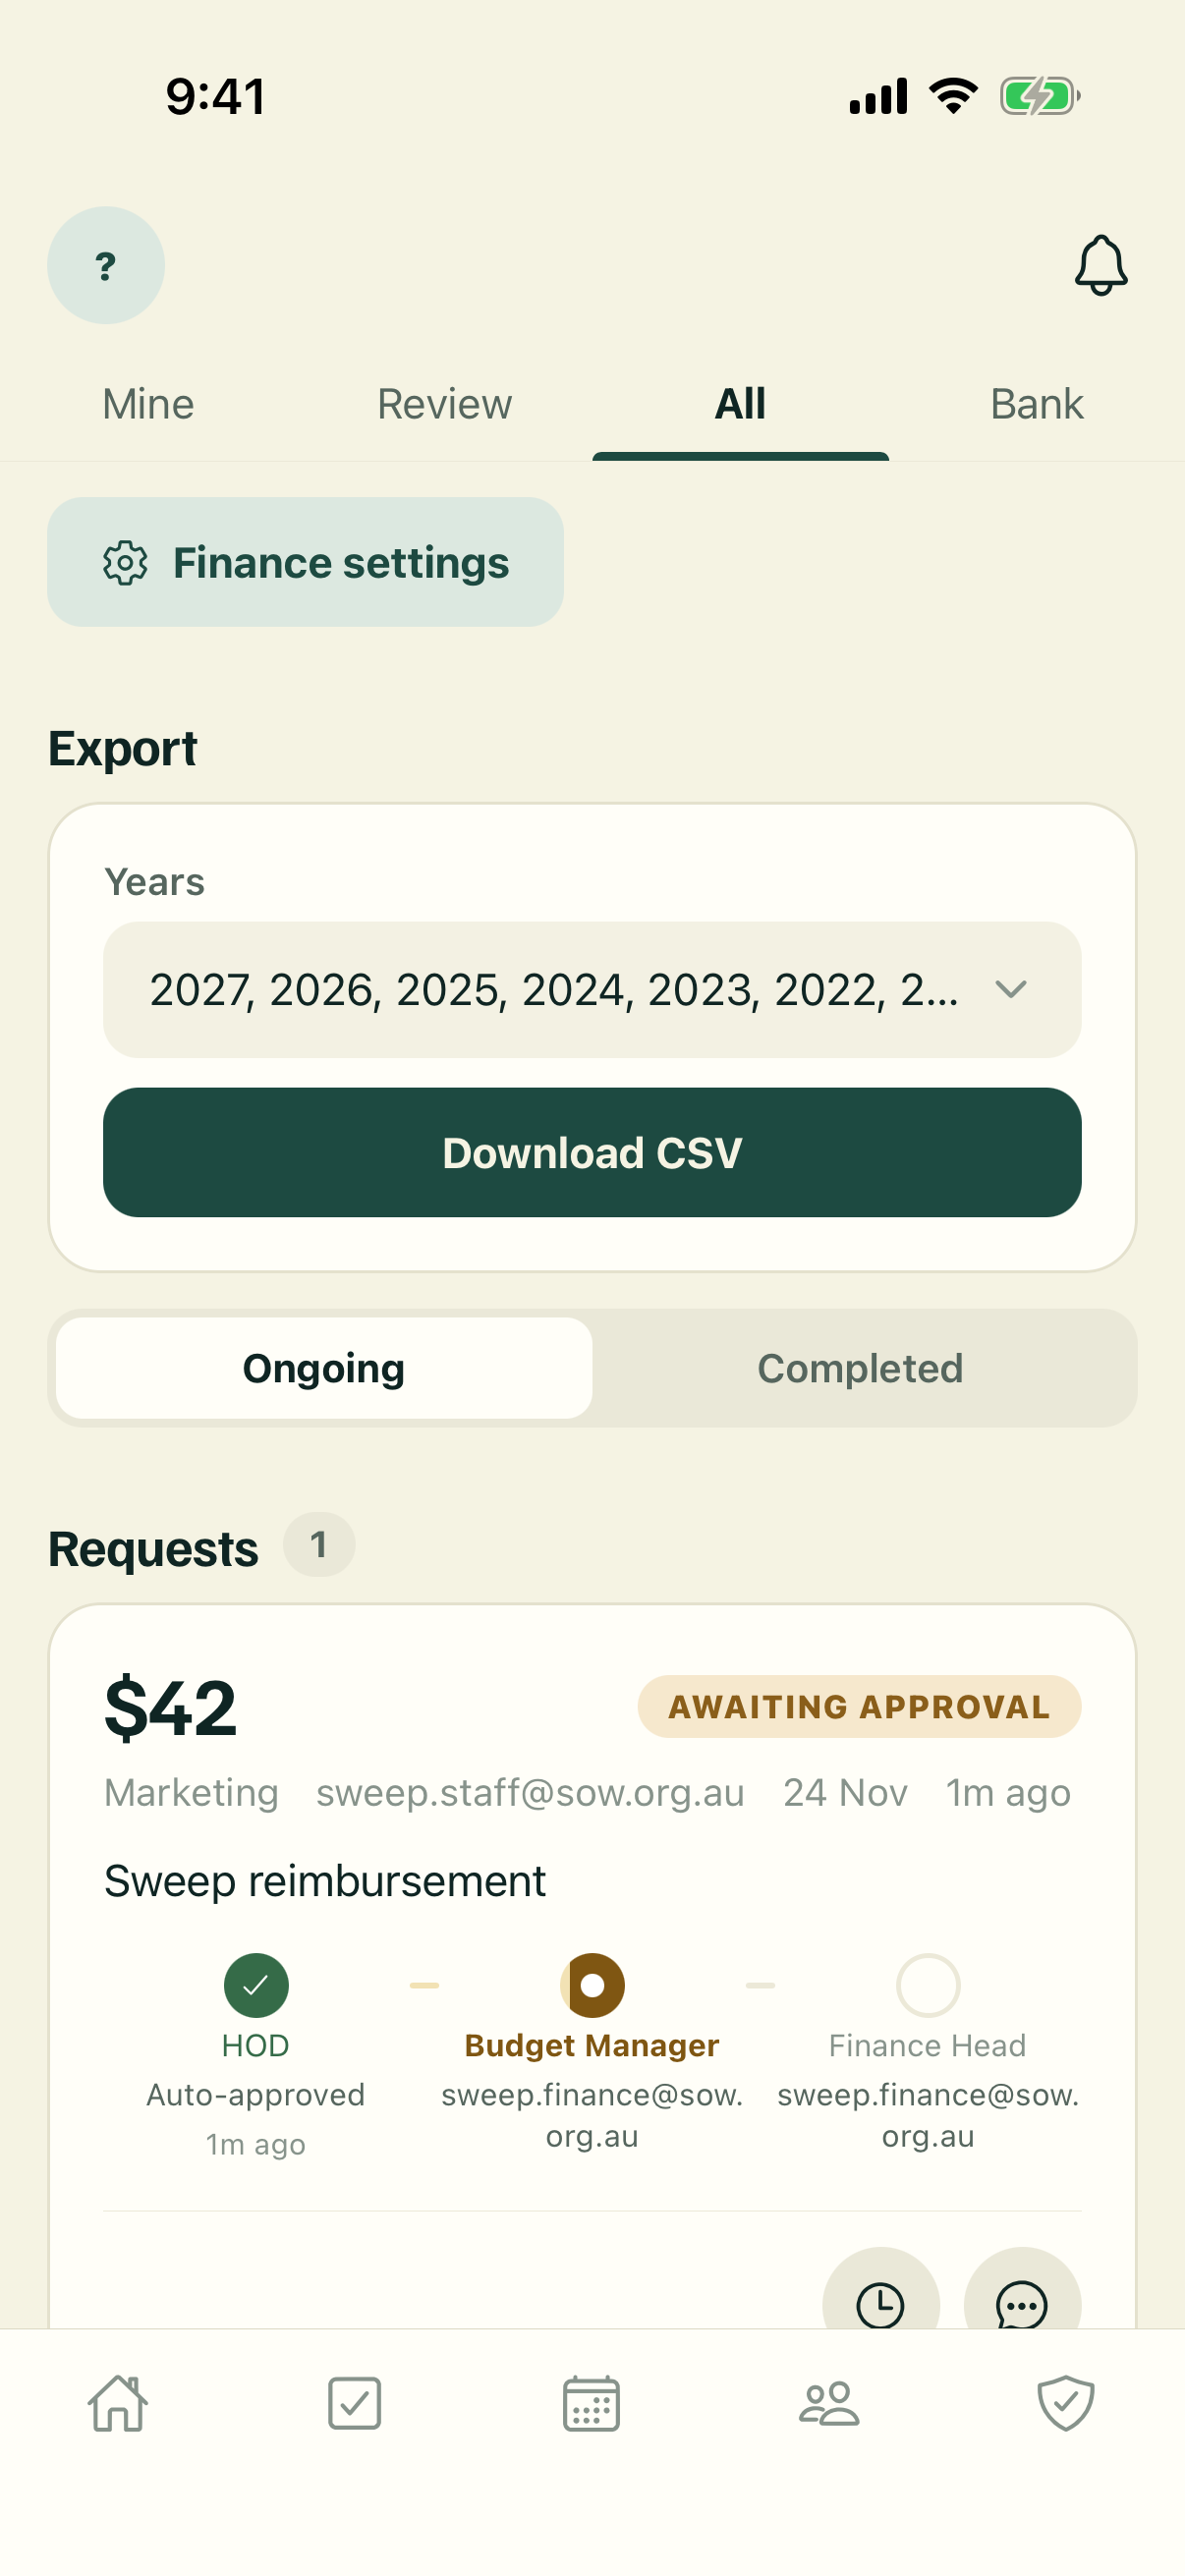 9:41
?
Mine Review All Bank
Finance settings
Export
Years
2027, 2026, 2025, 2024, 2023, 2022, 2...
Download CSV
Ongoing Completed
Requests 1
$42 AWAITING APPROVAL
Marketing sweep.staff@sow.org.au 24 Nov 1m ago
Sweep reimbursement
HOD Budget Manager Finance Head
Auto-approved sweep.finance@sow. sweep.finance@sow.
1m ago org.au org.au